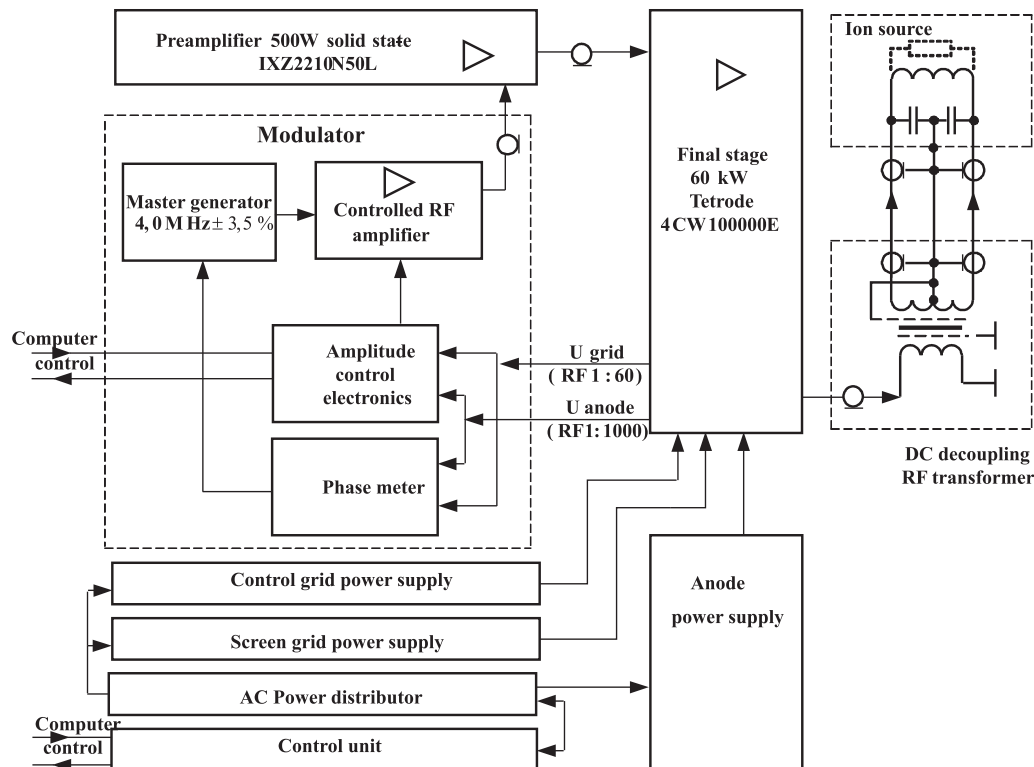 Preamplifier 500W solid state
IXZ2210N50L
Modulator
Master generator
4,0 MHz ± 3,5 %
Controlled RF
amplifier
Final stage
60 kW
Tetrode
4CW100000E
Ion source
Computer
control
Amplitude
control
electronics
U grid
(RF 1 : 60)
U anode
(RF1: 1000)
Phase meter
DC decoupling
RF transformer
Control grid power supply
Screen grid power supply
AC Power distributor
Anode
power supply
Computer
control
Control unit